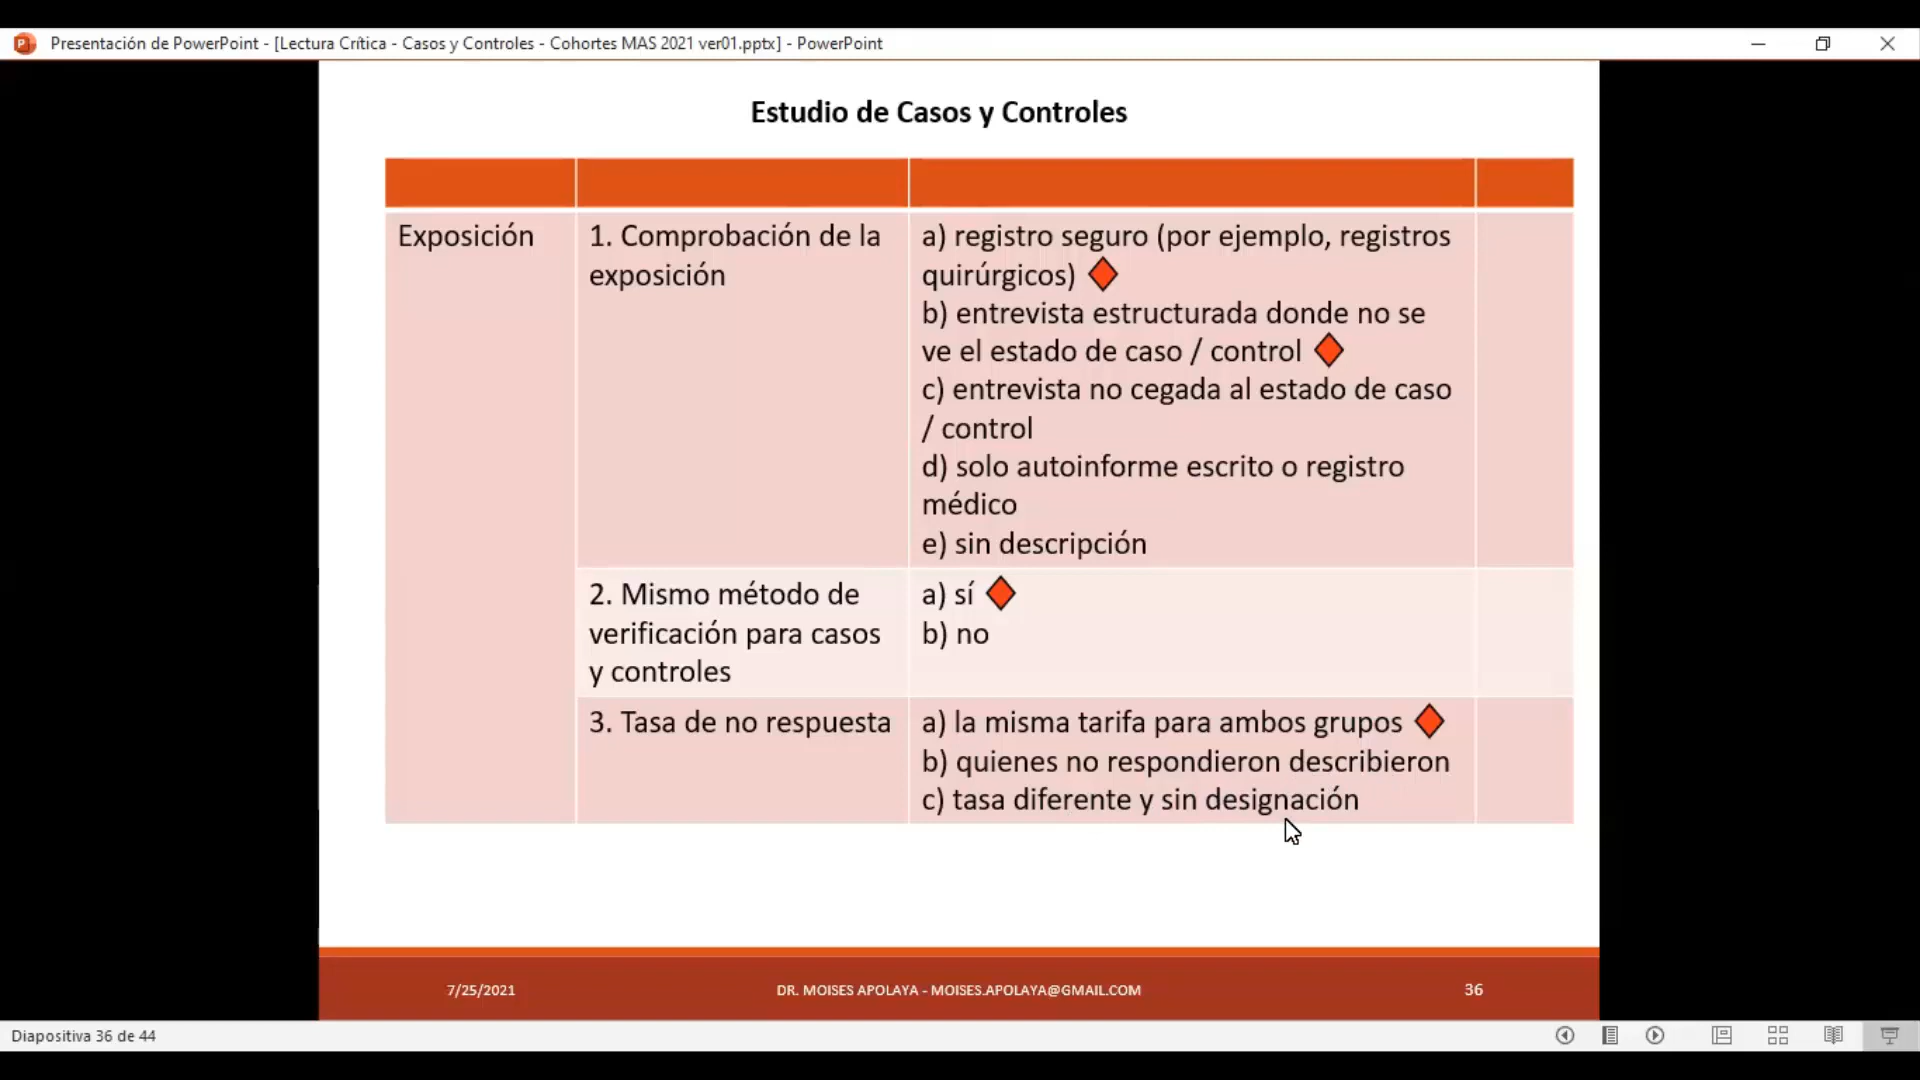 Presentación de PowerPoint - [Lectura Crítica - Casos y Controles - Cohortes MAS 2021 ver01.pptx] - PowerPoint
Estudio de Casos y Controles
Exposición
1. Comprobación de la
exposición
a) registro seguro (por ejemplo, registros
quirúrgicos)
b) entrevista estructurada donde no se
ve el estado de caso / control
c) entrevista no cegada al estado de caso
/ control
d) solo autoinforme escrito o registro
médico
e) sin descripción
2. Mismo método de
verificación para casos
y controles
a) sí
b) no
3. Tasa de no respuesta
a) la misma tarifa para ambos grupos
b) quienes no respondieron describieron
c) tasa diferente y sin designación
7/25/2021
DR. MOISES APOLAYA - MOISES.APOLAYA@GMAIL.COM
36
Diapositiva 36 de 44